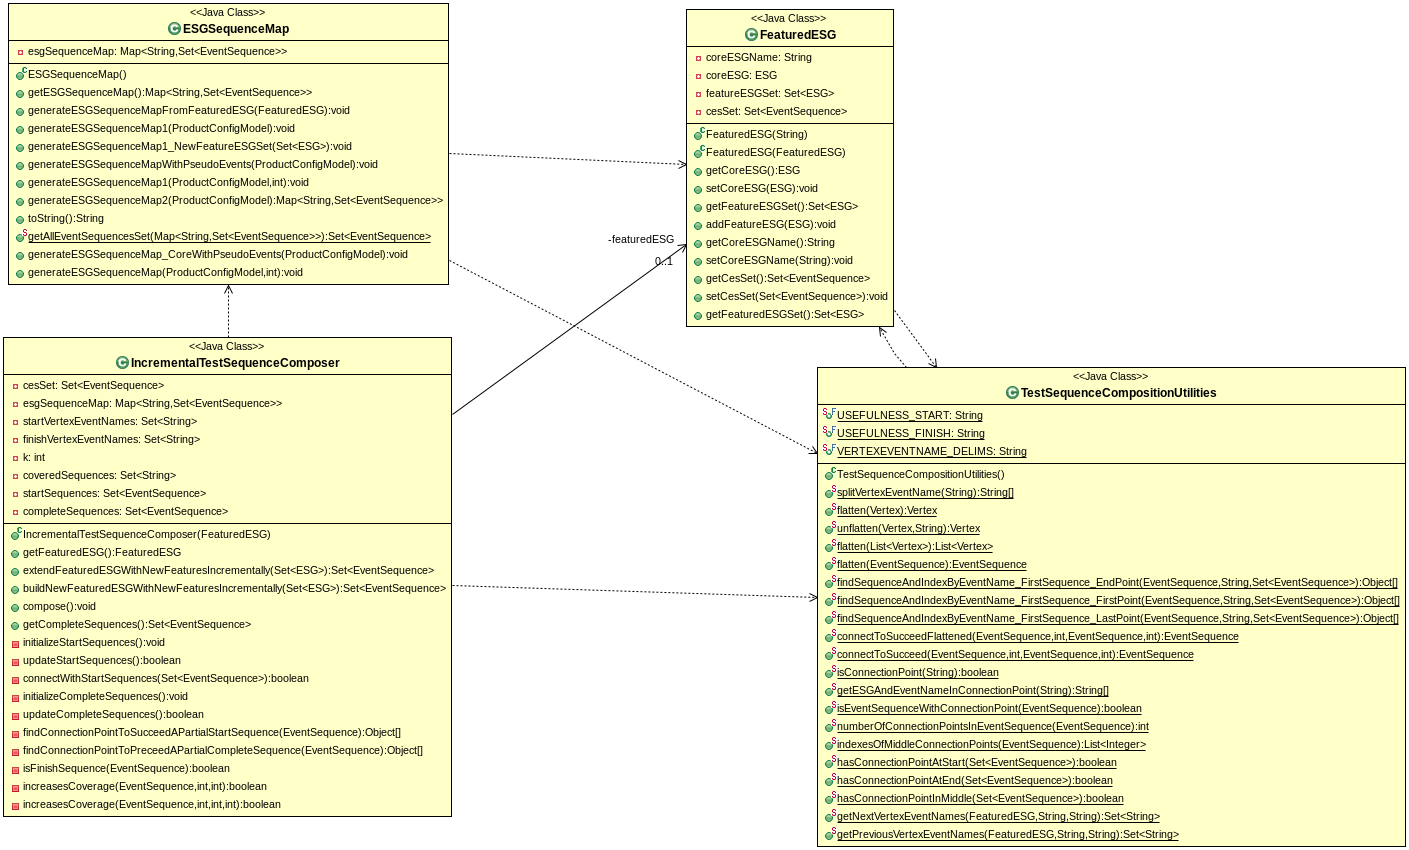 <<Java Class>>
ESGSequenceMap
esgSequenceMap: Map<String,Set<EventSequence>>
ESGSequenceMap()
getESGSequenceMap():Map<String,Set<EventSequence>>
generateESGSequenceMapFromFeaturedESG(FeaturedESG):void
generateESGSequenceMap1(ProductConfigModel):void
generateESGSequenceMap1_NewFeatureESGSet(Set<ESG>):void
generateESGSequenceMapWithPseudoEvents(ProductConfigModel):void
generateESGSequenceMap1(ProductConfigModel,int):void
generateESGSequenceMap2(ProductConfigModel):Map<String,Set<EventSequence>>
toString():String
getAllEventSequencesSet(Map<String,Set<EventSequence>>):Set<EventSequence>
generateESGSequenceMap_CoreWithPseudoEvents(ProductConfigModel):void
generateESGSequenceMap(ProductConfigModel,int):void
<<Java Class>>
FeaturedESG
coreESGName: String
coreESG: ESG
featureESGSet: Set<ESG>
cesSet: Set<EventSequence>
FeaturedESG(String)
FeaturedESG(FeaturedESG)
getCoreESG():ESG
setCoreESG(ESG):void
getFeatureESGSet():Set<ESG>
addFeatureESG(ESG):void
getCoreESGName():String
setCoreESGName(String):void
getCesSet():Set<EventSequence>
setCesSet(Set<EventSequence>):void
getFeaturedESGSet():Set<ESG>
-featuredESG
0..1
<<Java Class>>
IncrementalTestSequenceComposer
cesSet: Set<EventSequence>
esgSequenceMap: Map<String,Set<EventSequence>>
startVertexEventNames: Set<String>
finishVertexEventNames: Set<String>
k: int
coveredSequences: Set<String>
startSequences: Set<EventSequence>
completeSequences: Set<EventSequence>
IncrementalTestSequenceComposer(FeaturedESG)
getFeaturedESG():FeaturedESG
extendFeaturedESGWithNewFeaturesIncrementally(Set<ESG>):Set<EventSequence>
buildNewFeaturedESGWithNewFeaturesIncrementally(Set<ESG>):Set<EventSequence>
compose():void
getCompleteSequences():Set<EventSequence>
initializeStartSequences():void
updateStartSequences():boolean
connectWithStartSequences(Set<EventSequence>):boolean
initializeCompleteSequences():void
updateCompleteSequences():boolean
findConnectionPointToSucceedAPartialStartSequence(EventSequence):Object[]
findConnectionPointToPreceedAPartialCompleteSequence(EventSequence):Object[]
isFinishSequence(EventSequence):boolean
increasesCoverage(EventSequence,int,int):boolean
increasesCoverage(EventSequence,int,int,int):boolean
<<Java Class>>
TestSequenceCompositionUtilities
USEFULNESS_START: String
USEFULNESS_FINISH: String
VERTEXEVENTNAME_DELIMS: String
TestSequenceCompositionUtilities()
splitVertexEventName(String):String[]
flatten(Vertex):Vertex
unflatten(Vertex,String):Vertex
flatten(List<Vertex>):List<Vertex>
flatten(EventSequence):EventSequence
findSequenceAndIndexByEventName_FirstSequence_EndPoint(EventSequence,String,Set<EventSequence>):Object[]
findSequenceAndIndexByEventName_FirstSequence_FirstPoint(EventSequence,String,Set<EventSequence>):Object[]
findSequenceAndIndexByEventName_FirstSequence_LastPoint(EventSequence,String,Set<EventSequence>):Object[]
connectToSucceedFlattened(EventSequence,int,EventSequence,int):EventSequence
connectToSucceed(EventSequence,int,EventSequence,int):EventSequence
isConnectionPoint(String):boolean
getESGAndEventNameInConnectionPoint(String):String[]
isEventSequenceWithConnectionPoint(EventSequence):boolean
numberOfConnectionPointsInEventSequence(EventSequence):int
indexesOfMiddleConnectionPoints(EventSequence):List<Integer>
hasConnectionPointAtStart(Set<EventSequence>):boolean
hasConnectionPointAtEnd(Set<EventSequence>):boolean
hasConnectionPointInMiddle(Set<EventSequence>):boolean
getNextVertexEventNames(FeaturedESG,String,String):Set<String>
getPreviousVertexEventNames(FeaturedESG,String,String):Set<String>